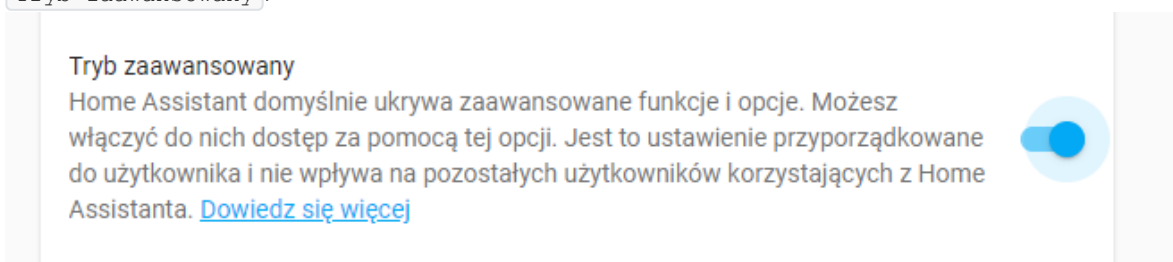 Tryb zaawansowany
Home Assistant domyślnie ukrywa zaawansowane funkcje i opcje. Możesz
włączyć do nich dostęp za pomocą tej opcji. Jest to ustawienie przyporządkowane
do użytkownika i nie wpływa na pozostałych użytkowników korzystających z Home
Assistanta. Dowiedz się więcej